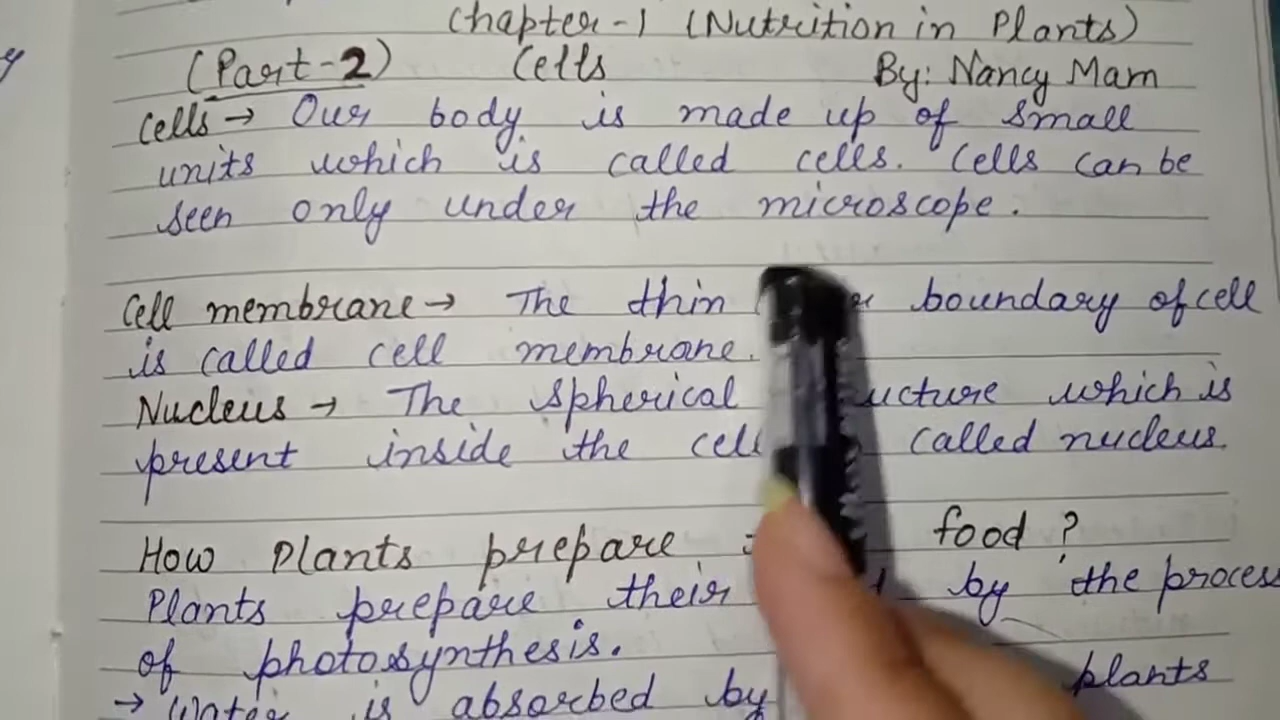 Chapter-1 (Nutrition in Plants)
(Part-2) Cells By: Nancy Mam
Cells → Our body is made up of small
units which is called cells. Cells can be
seen only under the microscope.
Cell membrane → The thin boundary of cell
is called cell membrane.
Nucleus → The spherical which is
present inside the called nucleus.
How Plants prepare food ?
Plants prepare their by the process
of photosynthesis.
→ Water is absorbed by plants